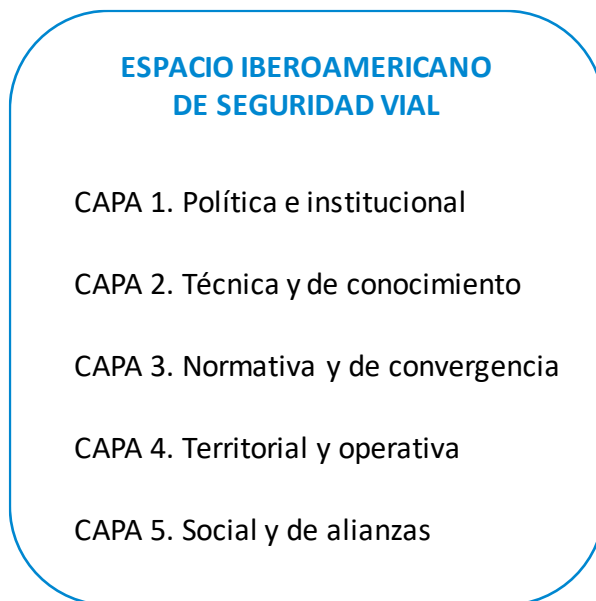 ESPACIO IBEROAMERICANO
DE SEGURIDAD VIAL
CAPA 1. Política e institucional
CAPA 2. Técnica y de conocimiento
CAPA 3. Normativa y de convergencia
CAPA 4. Territorial y operativa
CAPA 5. Social y de alianzas